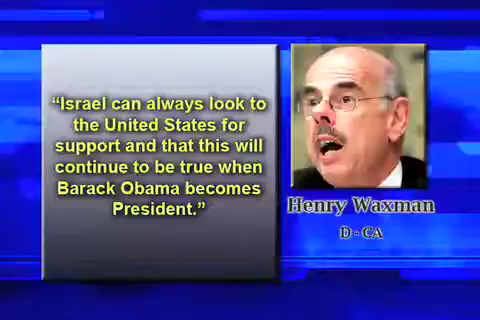 “Israel can always look to
the United States for
support and that this will
continue to be true when
Barack Obama becomes
President.”
Henry Waxman
D - CA